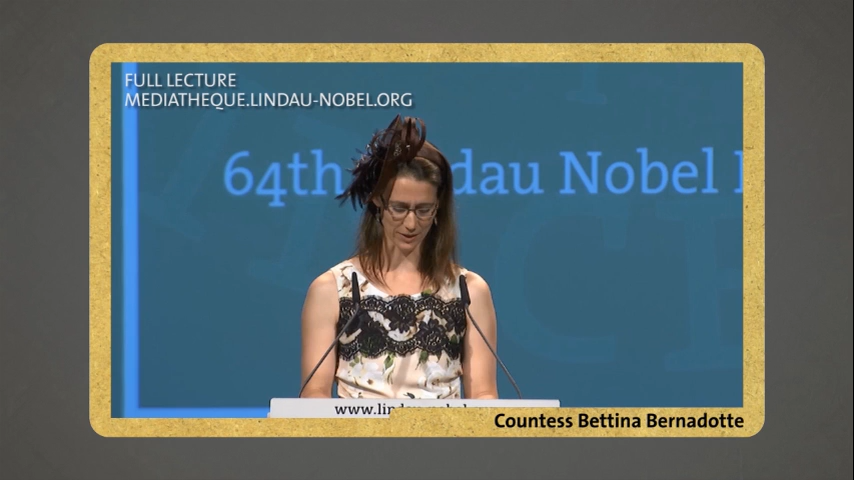 FULL LECTURE
MEDIATHEQUE.LINDAU-NOBEL.ORG
64th dau Nobel
Countess Bettina Bernadotte